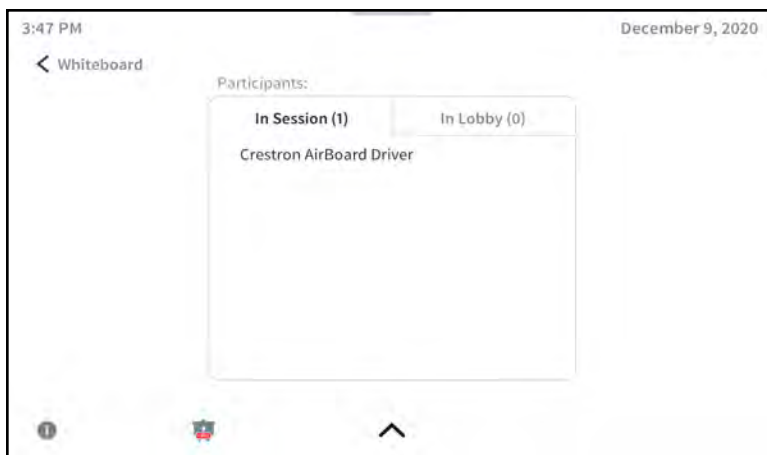 3:47 PM
December 9, 2020
Whiteboard
Participants:
In Session (1)
In Lobby (0)
Crestron AirBoard Driver